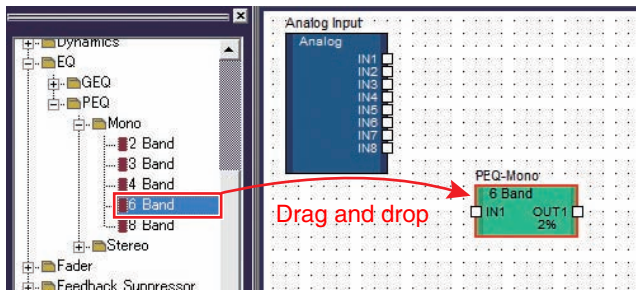 Dynamics
EQ
GEQ
PEQ
Mono
2 Band
3 Band
4 Band
6 Band
8 Band
Stereo
Fader
Feedback Suppressor
Analog Input
Analog
IN1
IN2
IN3
IN4
IN5
IN6
IN7
IN8
Drag and drop
PEQ-Mono
6 Band
IN1 OUT1
2%